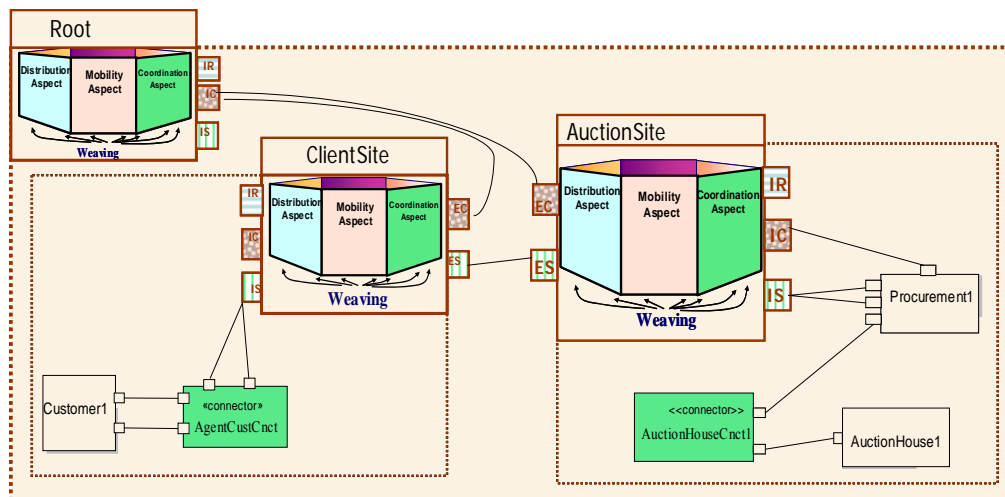 Root
Distribution
Aspect
Mobility
Aspect
Coordination
Aspect
Weaving
IR
IC
IS
ClientSite
Distribution
Aspect
Mobility
Aspect
Coordination
Aspect
Weaving
IR
IC
IS
EC
ES
AuctionSite
Distribution
Aspect
Mobility
Aspect
Coordination
Aspect
Weaving
EC
ES
IR
IC
IS
Procurement1
Customer1
«connector»
AgentCustCnct
<<connector>>
AuctionHouseCnct1
AuctionHouse1